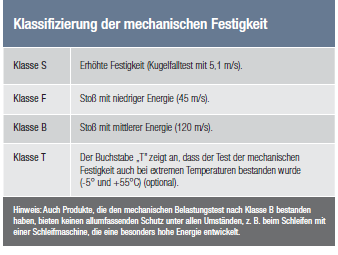 Klassifizierung der mechanischen Festigkeit
Klasse S Erhöhte Festigkeit (Kugelfalltest mit 5,1 m/s).
Klasse F Stoß mit niedriger Energie (45 m/s).
Klasse B Stoß mit mittlerer Energie (120 m/s).
Klasse T Der Buchstabe „T" zeigt an, dass der Test der mechanischen
Festigkeit auch bei extremen Temperaturen bestanden wurde
(-5° und +55°C) (optional).
Hinweis: Auch Produkte, die den mechanischen Belastungstest nach Klasse B bestanden
haben, bieten keinen allumfassenden Schutz unter allen Umständen, z. B. beim Schleifen mit
einer Schleifmaschine, die eine besonders hohe Energie entwickelt.